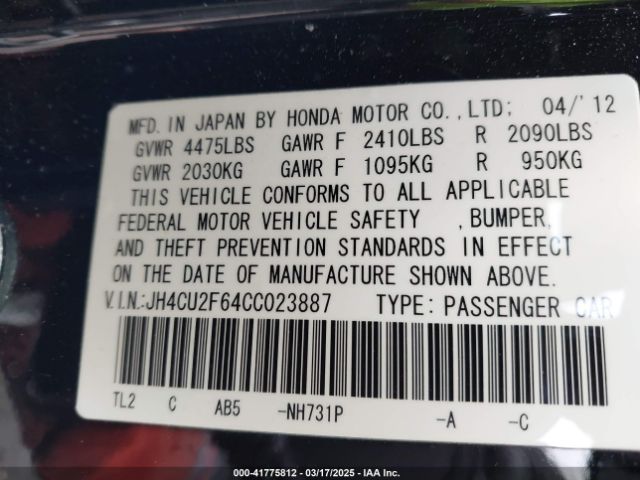 MFD. IN JAPAN BY HONDA MOTOR CO.,LTD; 04/'12
GVWR 4475LBS GAWR F 2410LBS R 2090LBS
GVWR 2030KG GAWR F 1095KG R 950KG
THIS VEHICLE CONFORMS TO ALL APPLICABLE
FEDERAL MOTOR VEHICLE SAFETY , BUMPER,
AND THEFT PREVENTION STANDARDS IN EFFECT
ON THE DATE OF MANUFACTURE SHOWN ABOVE.
V.I.N.:JH4CU2F64CC023887 TYPE: PASSENGER CAR
TL2 C AB5 -NH731P -A -C
000-41775812 - 03/17/2025 - IAA Inc.